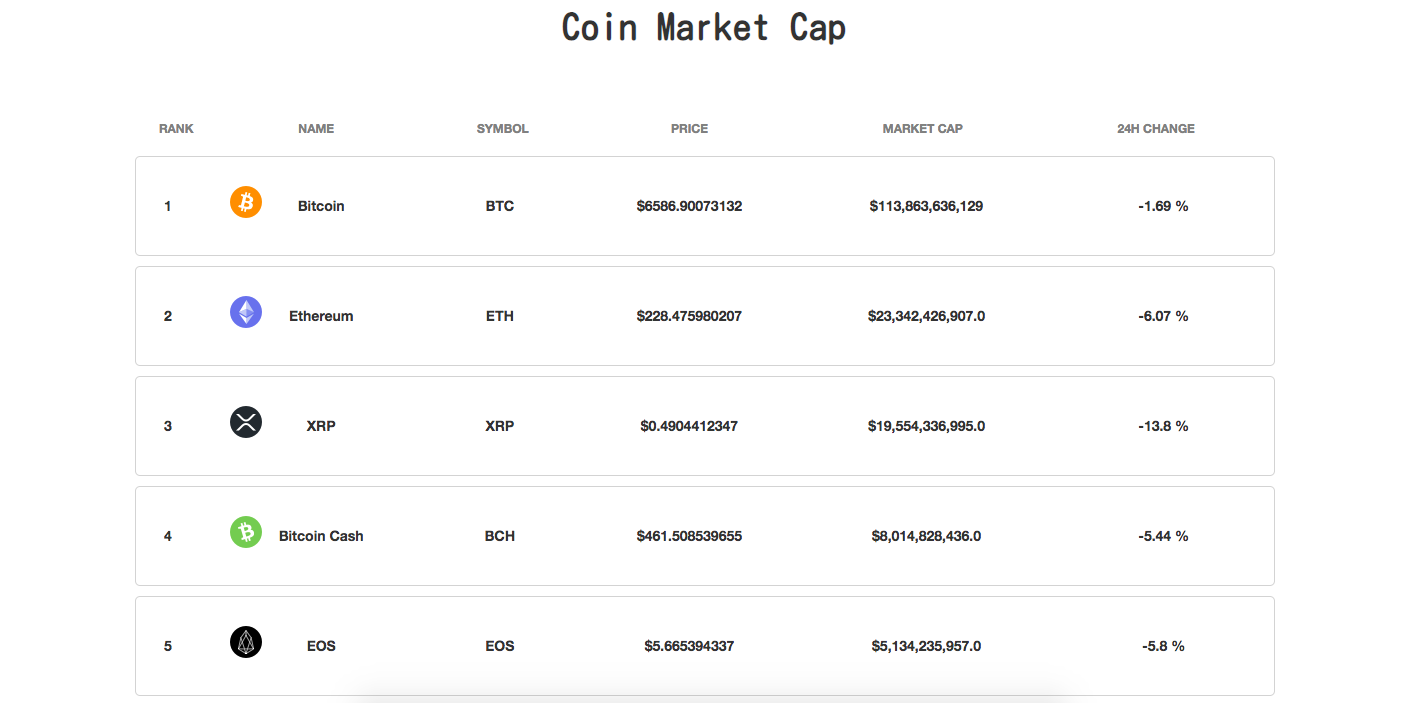 Coin Market Cap
RANK NAME SYMBOL PRICE MARKET CAP 24H CHANGE
1 Bitcoin BTC $6586.90073132 $113,863,636,129 -1.69 %
2 Ethereum ETH $228.475980207 $23,342,426,907.0 -6.07 %
3 XRP XRP $0.4904412347 $19,554,336,995.0 -13.8 %
4 Bitcoin Cash BCH $461.508539655 $8,014,828,436.0 -5.44 %
5 EOS EOS $5.665394337 $5,134,235,957.0 -5.8 %